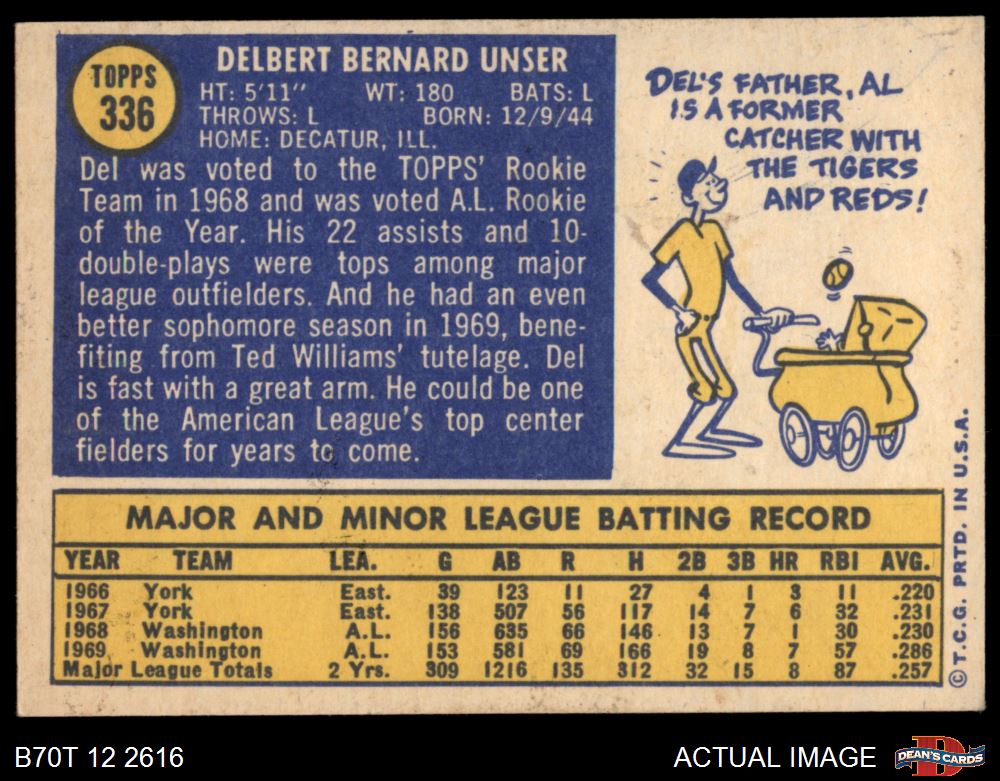 TOPPS
336
DELBERT BERNARD UNSER
HT: 5'11" WT: 180 BATS: L
THROWS: L BORN: 12/9/44
HOME: DECATUR, ILL.
Del was voted to the TOPPS' Rookie
Team in 1968 and was voted A.L. Rookie
of the Year. His 22 assists and 10-
double-plays were tops among major
league outfielders. And he had an even
better sophomore season in 1969, bene-
fiting from Ted Williams' tutelage. Del
is fast with a great arm. He could be one
of the American League's top center
fielders for years to come.
DEL'S FATHER, AL
IS A FORMER
CATCHER WITH
THE TIGERS
AND REDS!
MAJOR AND MINOR LEAGUE BATTING RECORD
YEAR TEAM LEA. G AB R H 2B 3B HR RBI AVG.
1966 York East. 39 123 11 27 4 1 3 11 .220
1967 York East. 138 507 56 117 14 7 6 32 .231
1968 Washington A.L. 156 635 66 146 13 7 1 30 .230
1969 Washington A.L. 153 581 69 166 19 8 7 57 .286
Major League Totals 2 Yrs. 309 1216 135 312 32 15 8 87 .257
©T.C.G. PRTD. IN U.S.A.
B70T 12 2616
ACTUAL IMAGE
D
DEAN'S CARDS